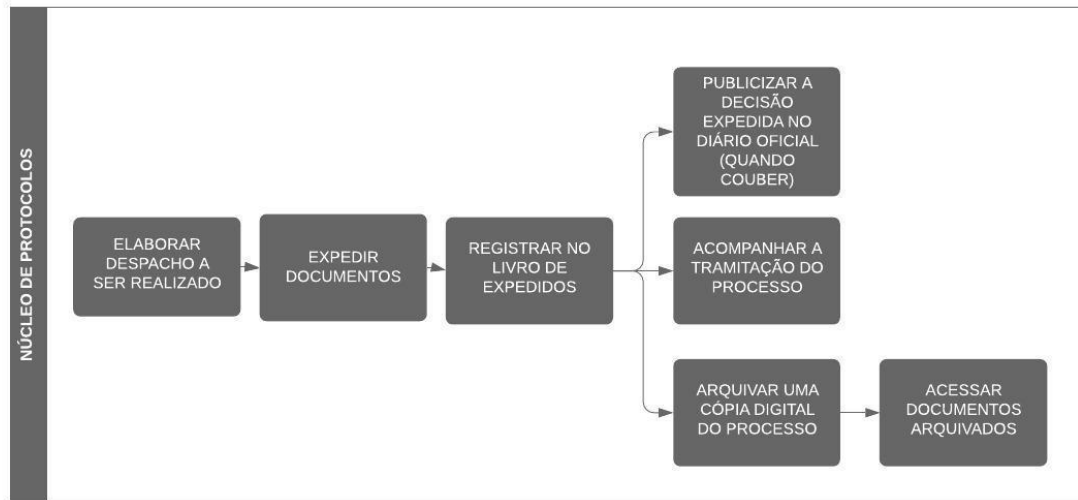 NÚCLEO DE PROTOCOLOS
ELABORAR
DESPACHO A
SER REALIZADO
EXPEDIR
DOCUMENTOS
REGISTRAR NO
LIVRO DE
EXPEDIDOS
PUBLICIZAR A
DECISÃO
EXPEDIDA NO
DIÁRIO OFICIAL
(QUANDO
COUBER)
ACOMPANHAR A
TRAMITAÇÃO DO
PROCESSO
ARQUIVAR UMA
CÓPIA DIGITAL
DO PROCESSO
ACESSAR
DOCUMENTOS
ARQUIVADOS